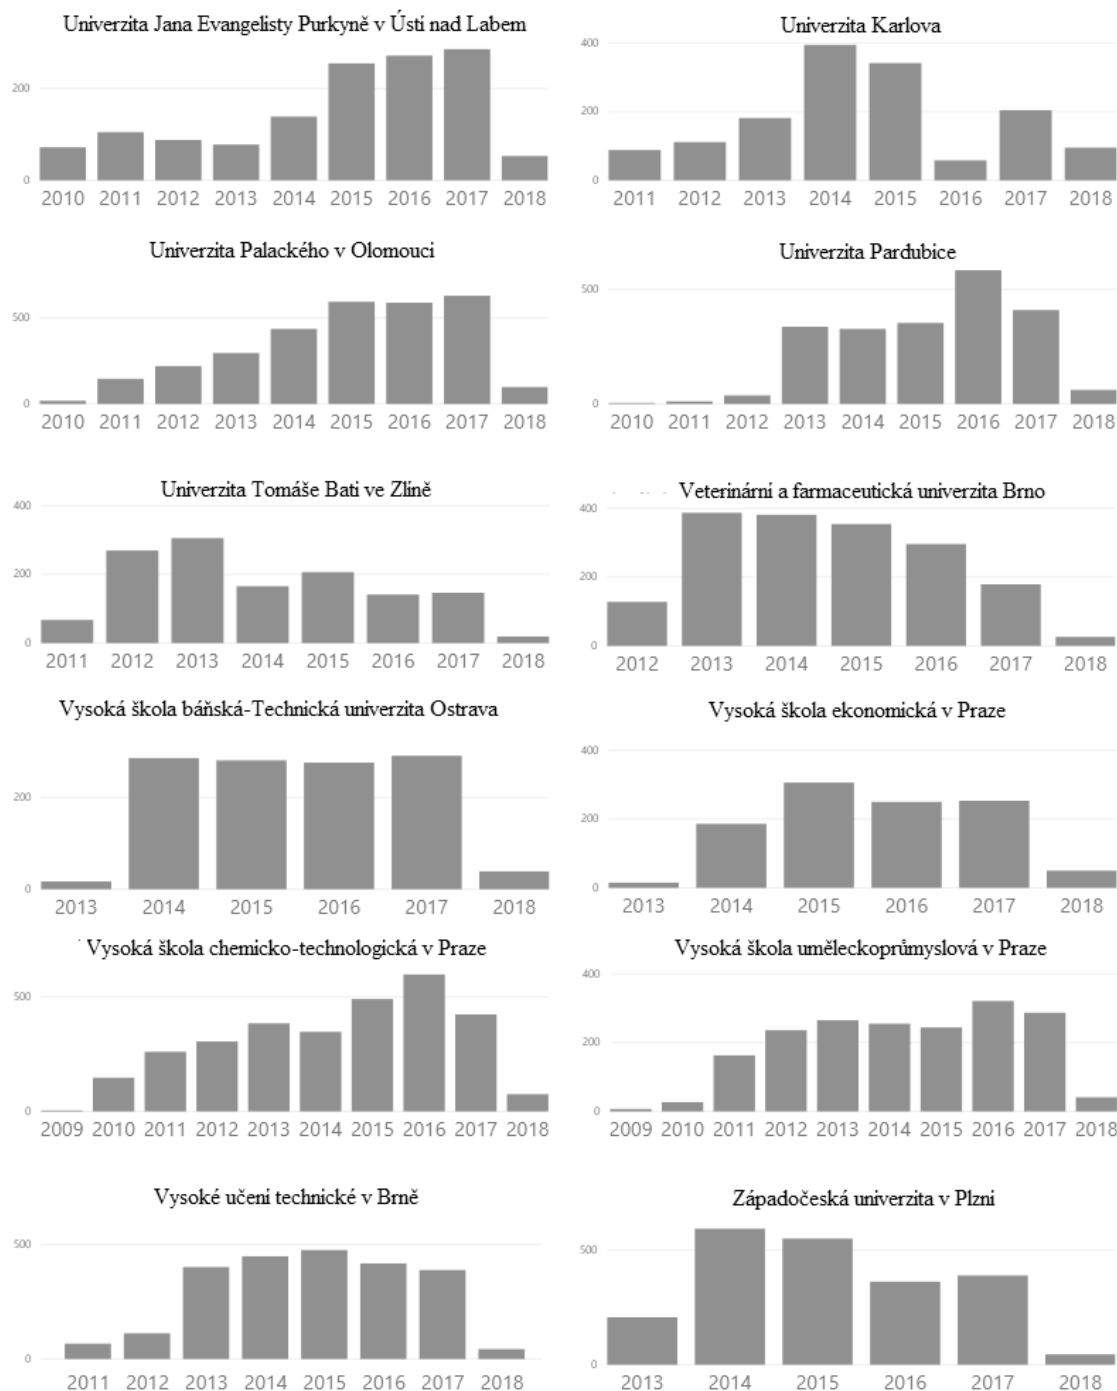 Univerzita Jana Evangelisty Purkyně v Ústí nad Labem
200
0
2010 2011 2012 2013 2014 2015 2016 2017 2018
Univerzita Karlova
400
200
0
2011 2012 2013 2014 2015 2016 2017 2018
Univerzita Palackého v Olomouci
500
0
2010 2011 2012 2013 2014 2015 2016 2017 2018
Univerzita Pardubice
500
0
2010 2011 2012 2013 2014 2015 2016 2017 2018
Univerzita Tomáše Bati ve Zlíně
400
200
0
2011 2012 2013 2014 2015 2016 2017 2018
Veterinární a farmaceutická univerzita Brno
400
200
0
2012 2013 2014 2015 2016 2017 2018
Vysoká škola báňská-Technická univerzita Ostrava
200
0
2013 2014 2015 2016 2017 2018
Vysoká škola ekonomická v Praze
400
200
0
2013 2014 2015 2016 2017 2018
Vysoká škola chemicko-technologická v Praze
500
0
2009 2010 2011 2012 2013 2014 2015 2016 2017 2018
Vysoká škola uměleckoprůmyslová v Praze
400
200
0
2009 2010 2011 2012 2013 2014 2015 2016 2017 2018
Vysoké učení technické v Brně
500
0
2011 2012 2013 2014 2015 2016 2017 2018
Západočeská univerzita v Plzni
500
0
2013 2014 2015 2016 2017 2018